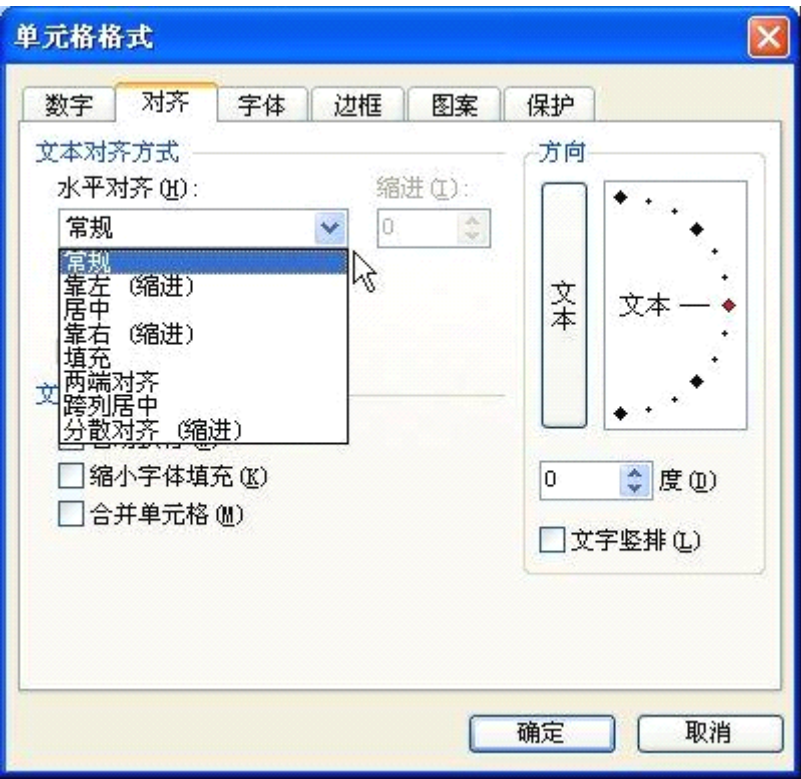 单元格格式
数字 对齐 字体 边框 图案 保护
文本对齐方式
方向
水平对齐(H):
缩进(I):
常规
0
常规
靠左 (缩进)
居中
靠右 (缩进)
填充
两端对齐
跨列居中
分散对齐 (缩进)
文
缩小字体填充(K)
合并单元格(M)
文本
文本
0
度(D)
文字竖排(L)
确定
取消